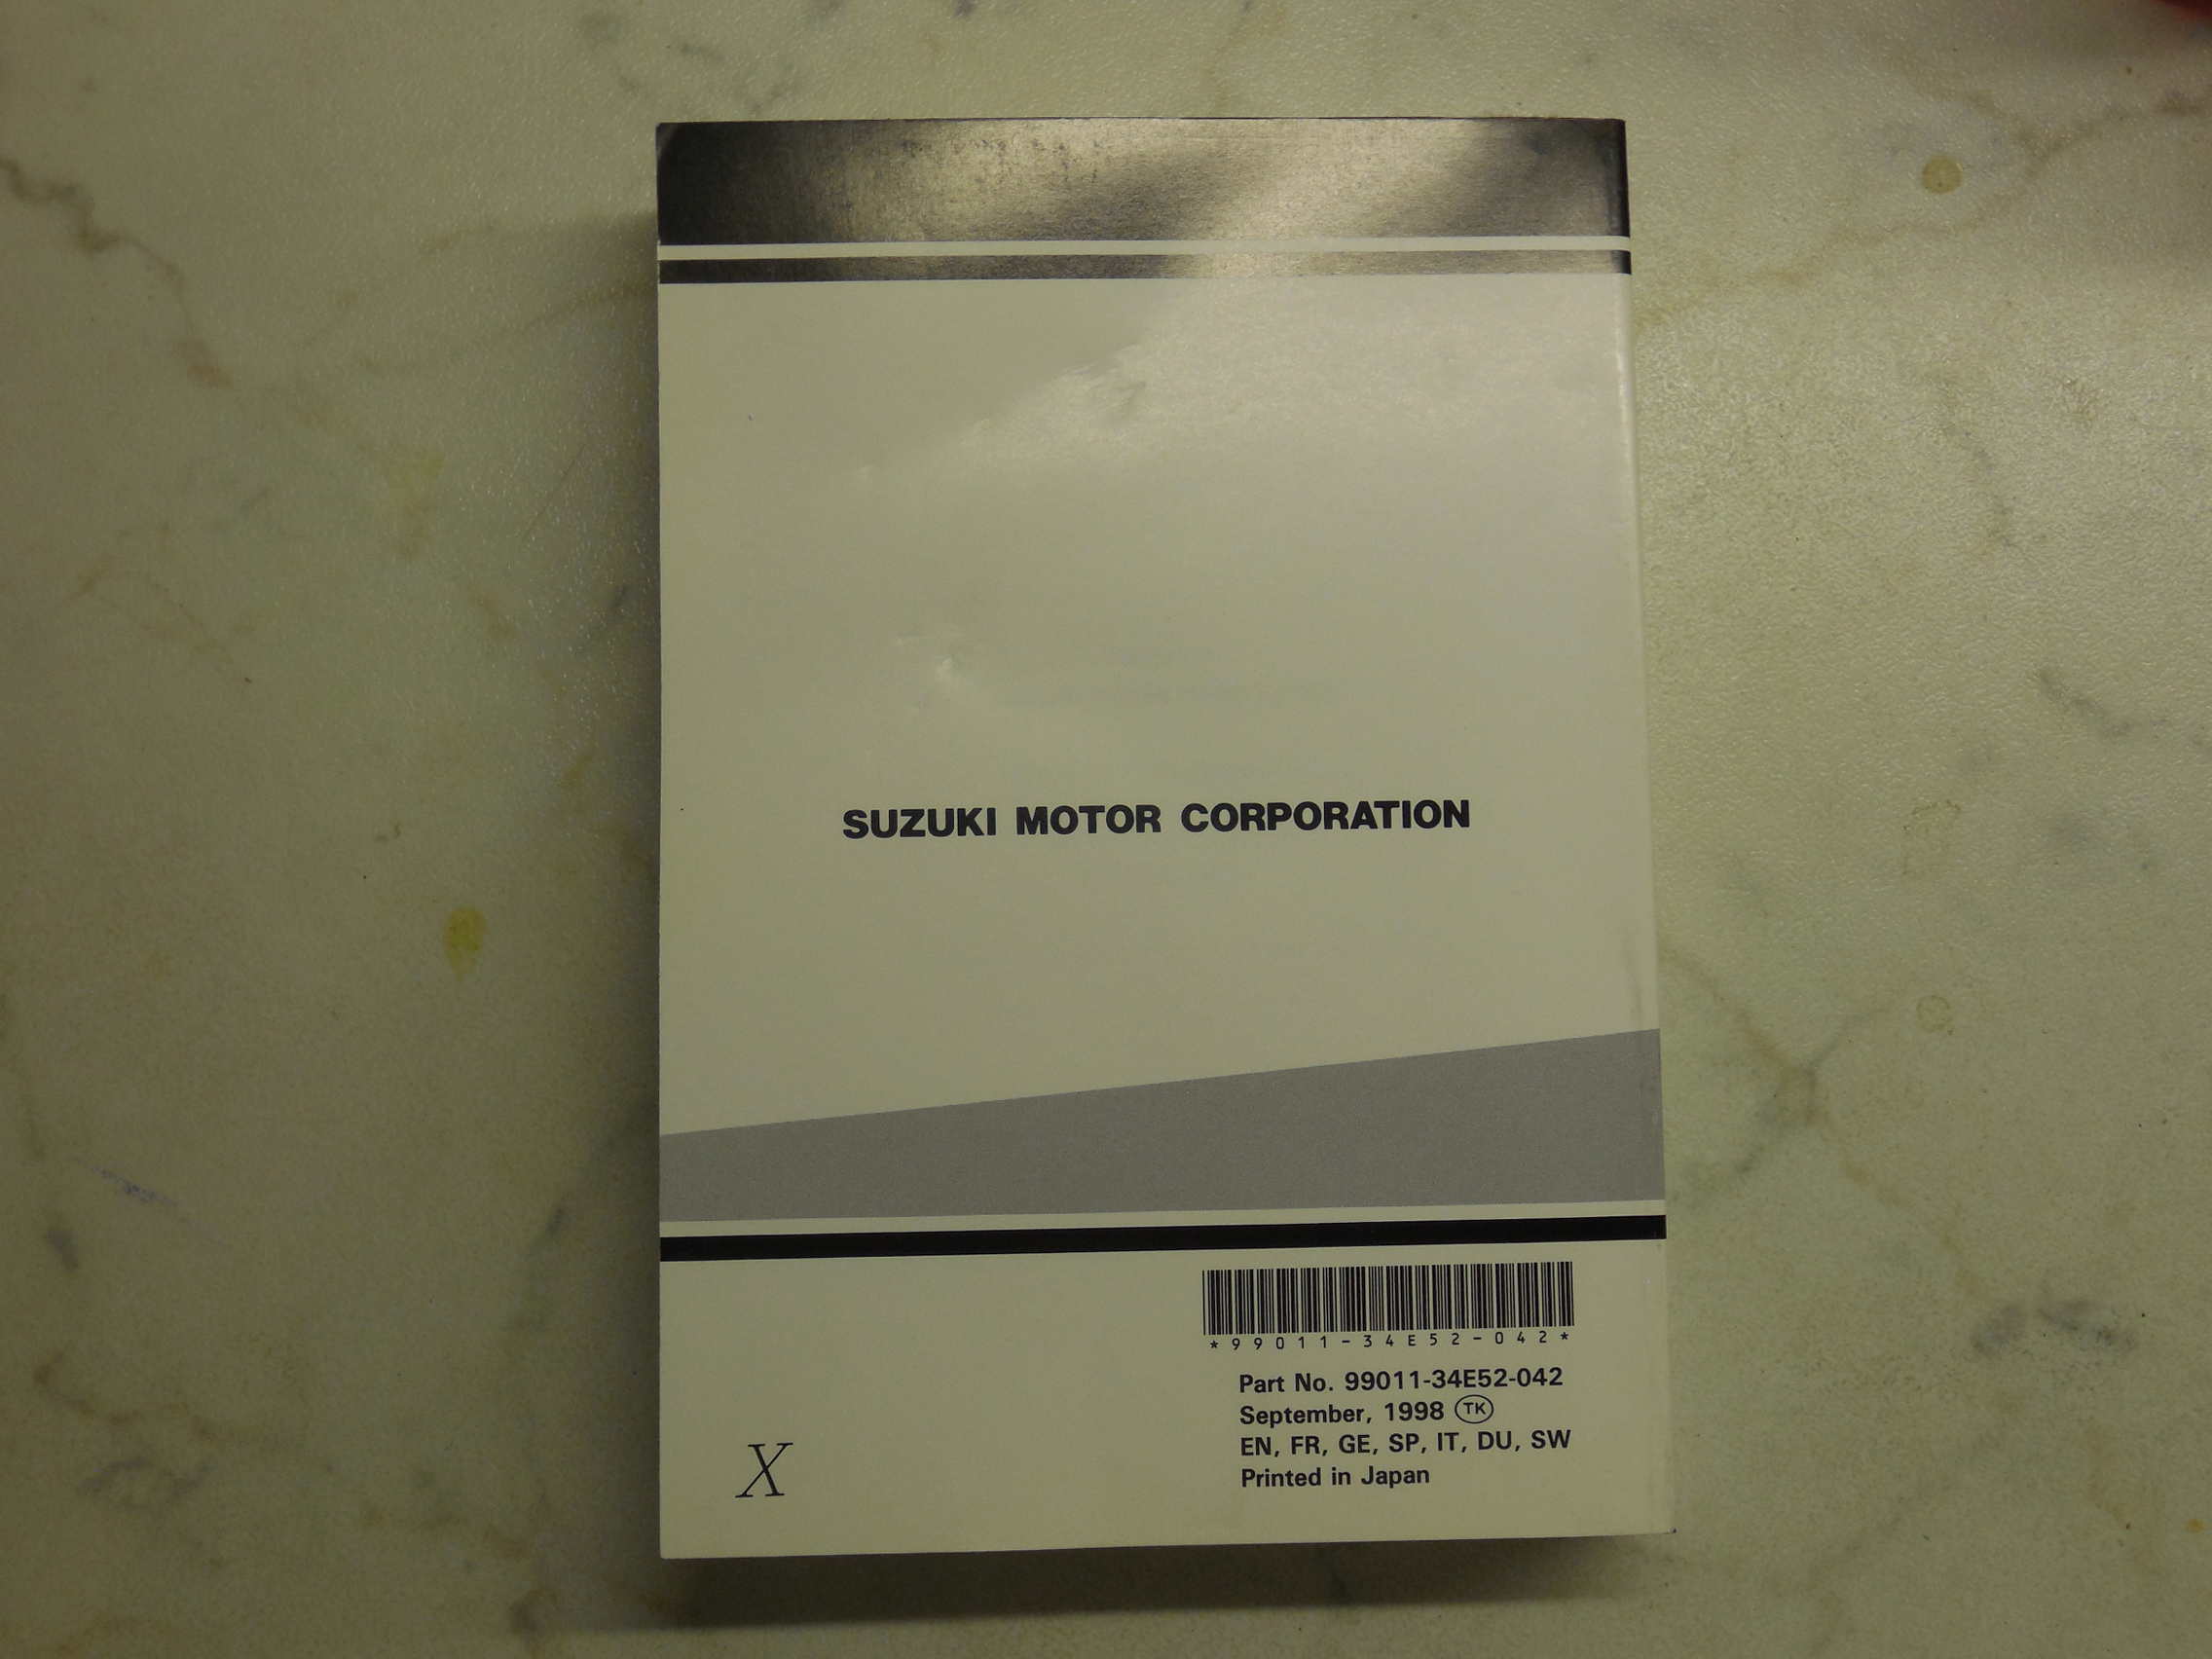 SUZUKI MOTOR CORPORATION
*99011-34E52-042*
Part No. 99011-34E52-042
September, 1998 TK
EN, FR, GE, SP, IT, DU, SW
Printed in Japan
X